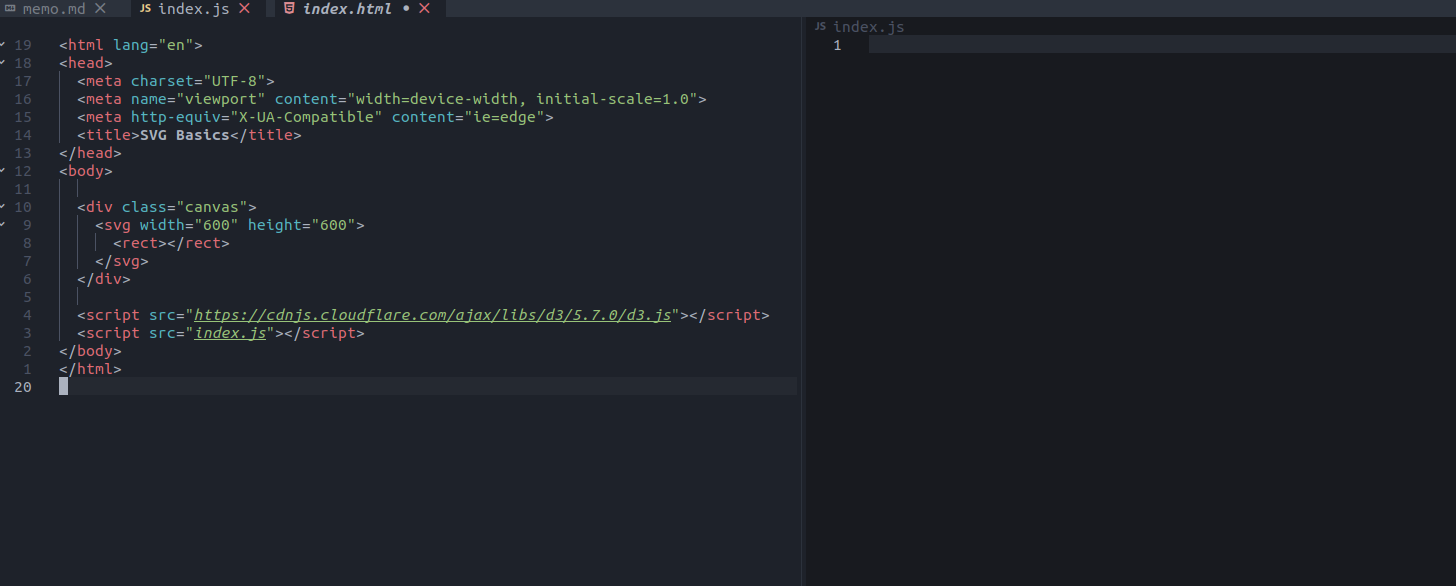 memo.md
JS index.js
index.html
19 <html lang="en">
18 <head>
17 <meta charset="UTF-8">
16 <meta name="viewport" content="width=device-width, initial-scale=1.0">
15 <meta http-equiv="X-UA-Compatible" content="ie=edge">
14 <title>SVG Basics</title>
13 </head>
12 <body>
11
10 <div class="canvas">
9 <svg width="600" height="600">
8 <rect></rect>
7 </svg>
6 </div>
5
4 <script src="https://cdnjs.cloudflare.com/ajax/libs/d3/5.7.0/d3.js"></script>
3 <script src="index.js"></script>
2 </body>
1 </html>
20
JS index.js
1